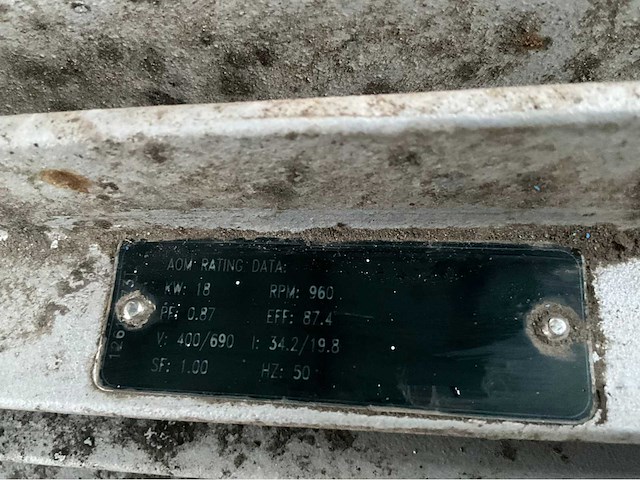 AOM RATING DATA:
KW: 18 RPM: 960
PF: 0.87 EFF: 87.4
V: 400/690 I: 34.2/19.8
SF: 1.00 HZ: 50